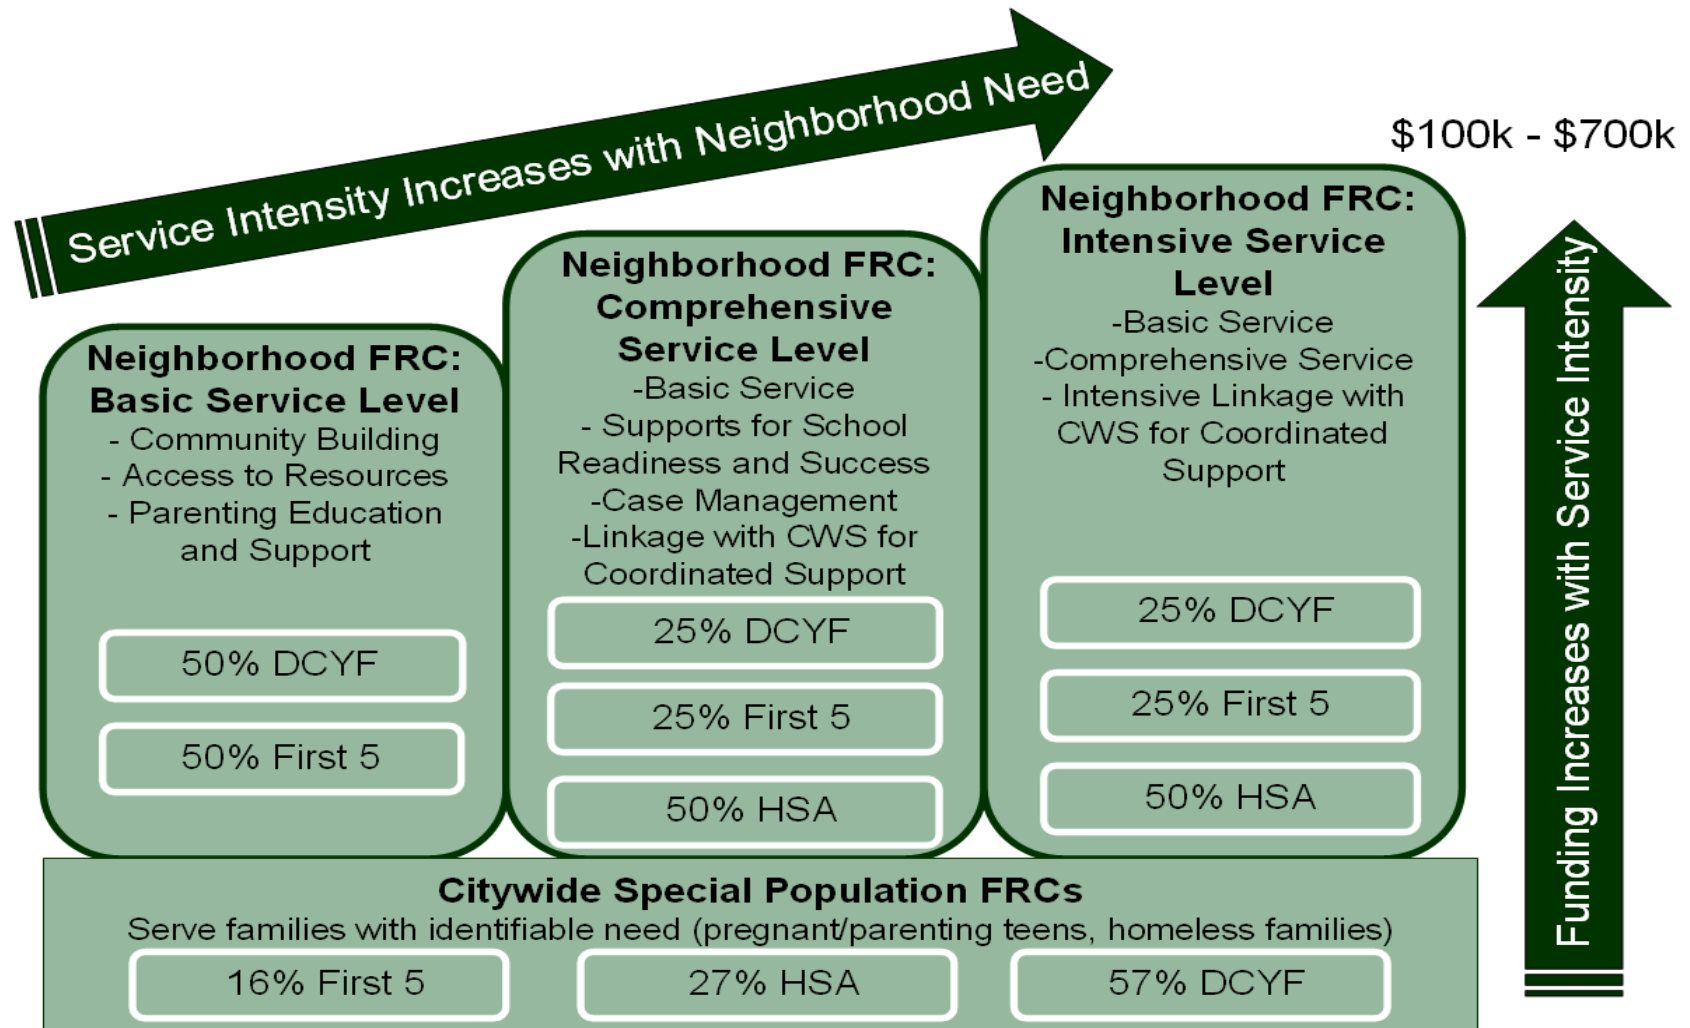 Service Intensity Increases with Neighborhood Need
$100k - $700k
Neighborhood FRC:
Basic Service Level
- Community Building
- Access to Resources
- Parenting Education
and Support
50% DCYF
50% First 5
Neighborhood FRC:
Comprehensive
Service Level
-Basic Service
- Supports for School
Readiness and Success
-Case Management
-Linkage with CWS for
Coordinated Support
25% DCYF
25% First 5
50% HSA
Neighborhood FRC:
Intensive Service
Level
-Basic Service
-Comprehensive Service
- Intensive Linkage with
CWS for Coordinated
Support
25% DCYF
25% First 5
50% HSA
Funding Increases with Service Intensity
Citywide Special Population FRCs
Serve families with identifiable need (pregnant/parenting teens, homeless families)
16% First 5
27% HSA
57% DCYF